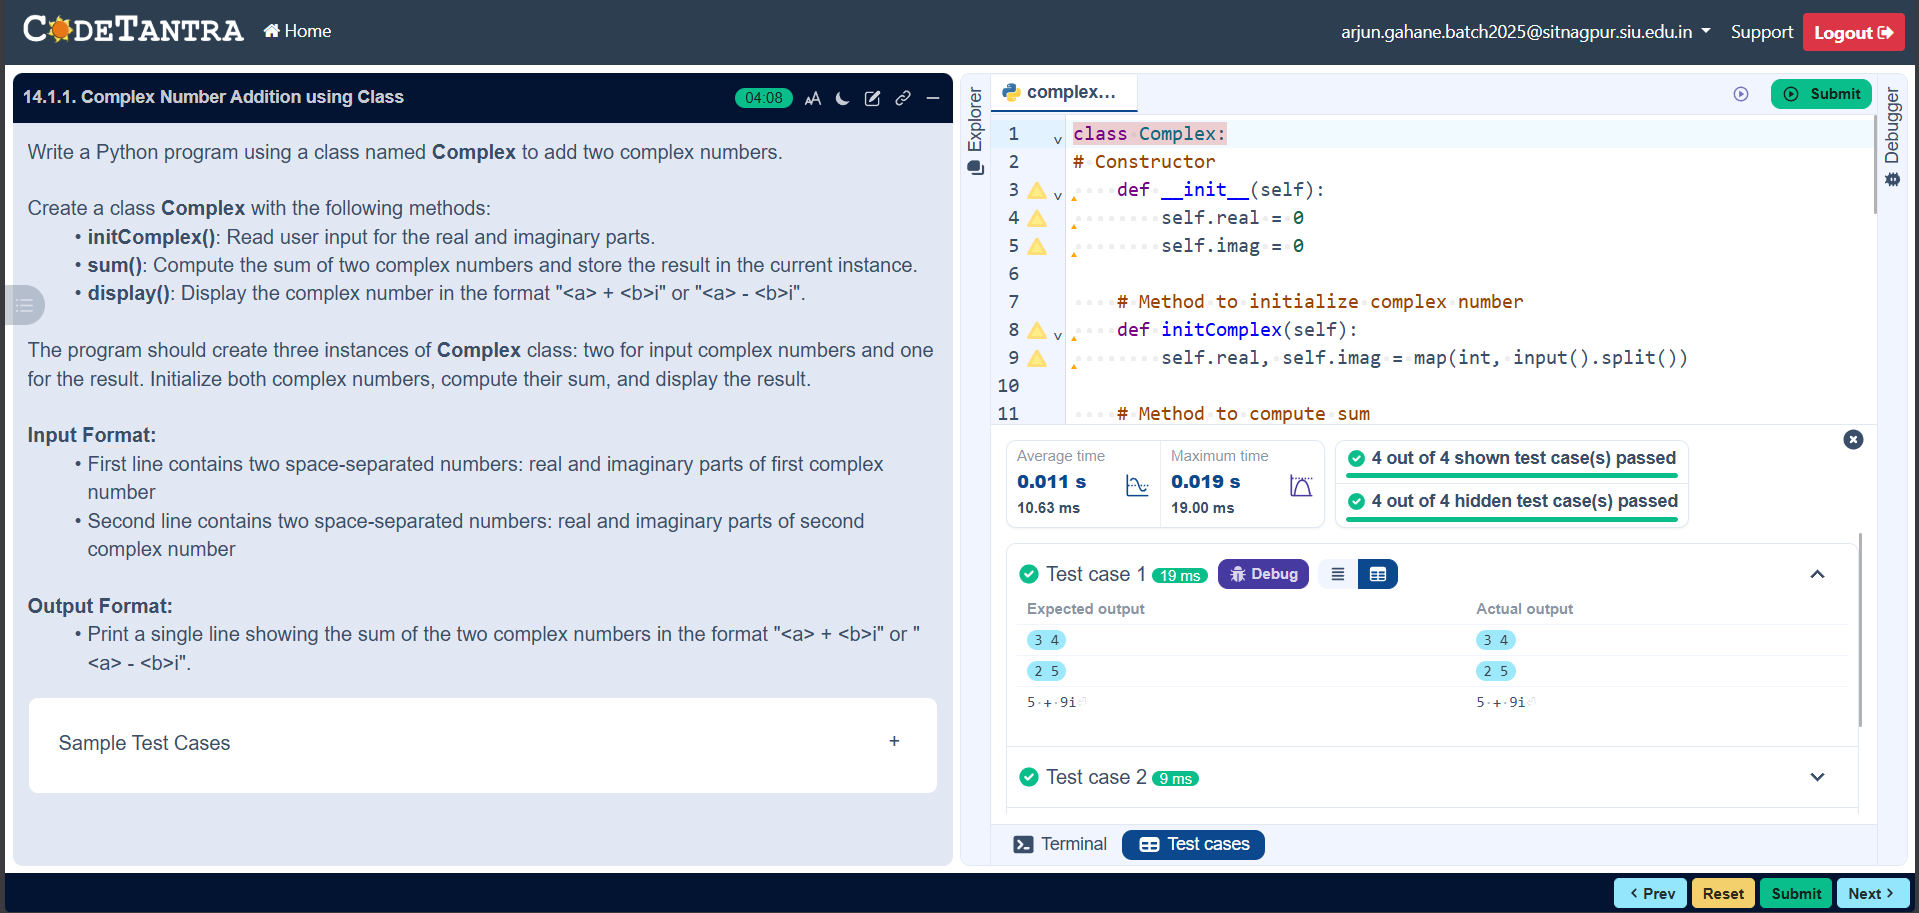 CODETANTRA Home
arjun.gahane.batch2025@sitnagpur.siu.edu.in Support Logout
14.1.1. Complex Number Addition using Class 04:08 AA
Write a Python program using a class named Complex to add two complex numbers.
Create a class Complex with the following methods:
• initComplex(): Read user input for the real and imaginary parts.
• sum(): Compute the sum of two complex numbers and store the result in the current instance.
• display(): Display the complex number in the format "<a> + <b>i" or "<a> - <b>i".
The program should create three instances of Complex class: two for input complex numbers and one
for the result. Initialize both complex numbers, compute their sum, and display the result.
Input Format:
• First line contains two space-separated numbers: real and imaginary parts of first complex
number
• Second line contains two space-separated numbers: real and imaginary parts of second
complex number
Output Format:
• Print a single line showing the sum of the two complex numbers in the format "<a> + <b>i" or "
<a> - <b>i".
Sample Test Cases +
Explorer
complex...
Submit
Debugger
1 class Complex:
2 # Constructor
3 def __init__(self):
4 self.real = 0
5 self.imag = 0
6
7 # Method to initialize complex number
8 def initComplex(self):
9 self.real, self.imag = map(int, input().split())
10
11 # Method to compute sum
Average time
0.011 s
10.63 ms
Maximum time
0.019 s
19.00 ms
4 out of 4 shown test case(s) passed
4 out of 4 hidden test case(s) passed
Test case 1 19 ms Debug
Expected output Actual output
3 4 3 4
2 5 2 5
5 + 9i 5 + 9i
Test case 2 9 ms
Terminal Test cases
Prev Reset Submit Next